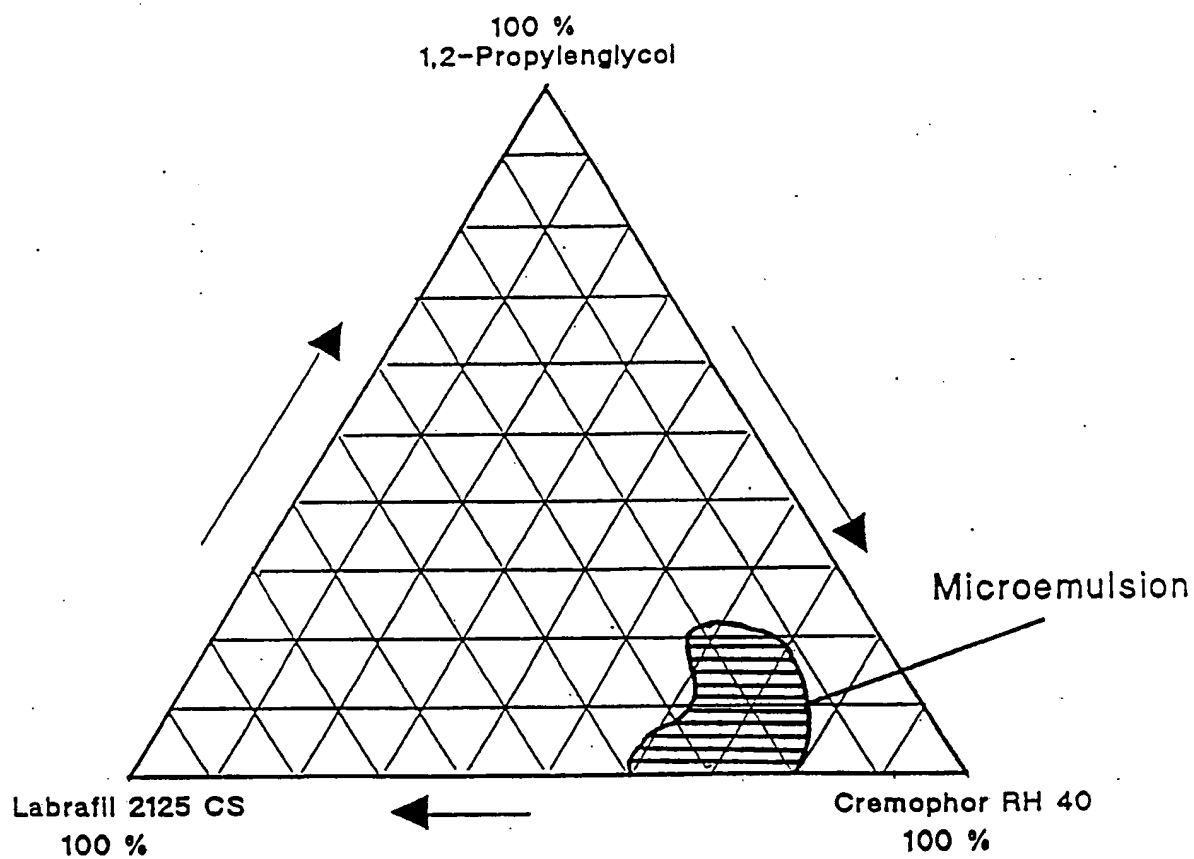 100 %
1,2-Propylenglycol
Microemulsion
Labrafil 2125 CS
100 %
Cremophor RH 40
100 %